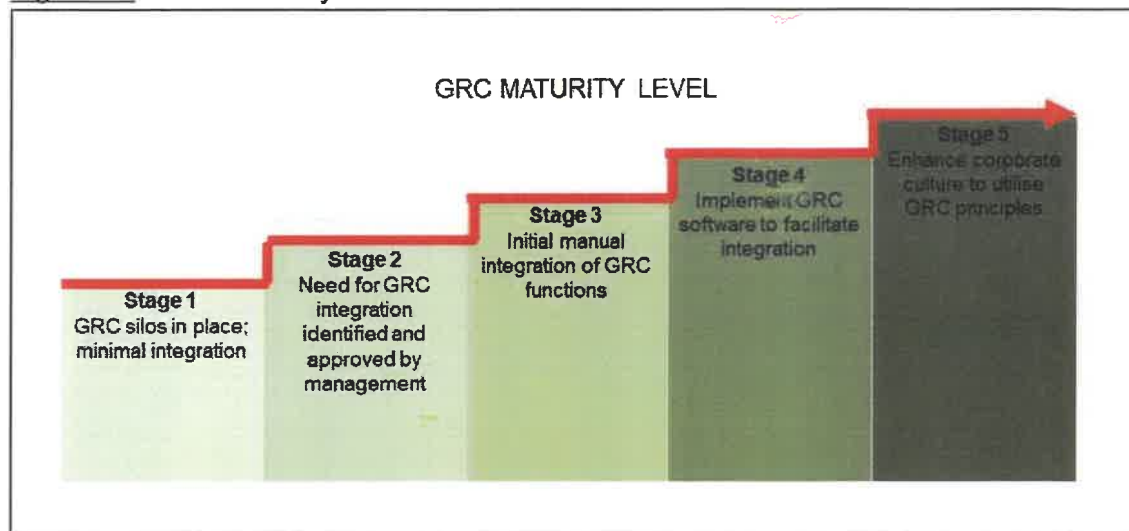 GRC MATURITY LEVEL
Stage 1
GRC silos in place;
minimal integration
Stage 2
Need for GRC
integration
identified and
approved by
management
Stage 3
Initial manual
integration of GRC
functions
Stage 4
Implement GRC
software to facilitate
integration
Stage 5
Enhance corporate
culture to utilise
GRC principles